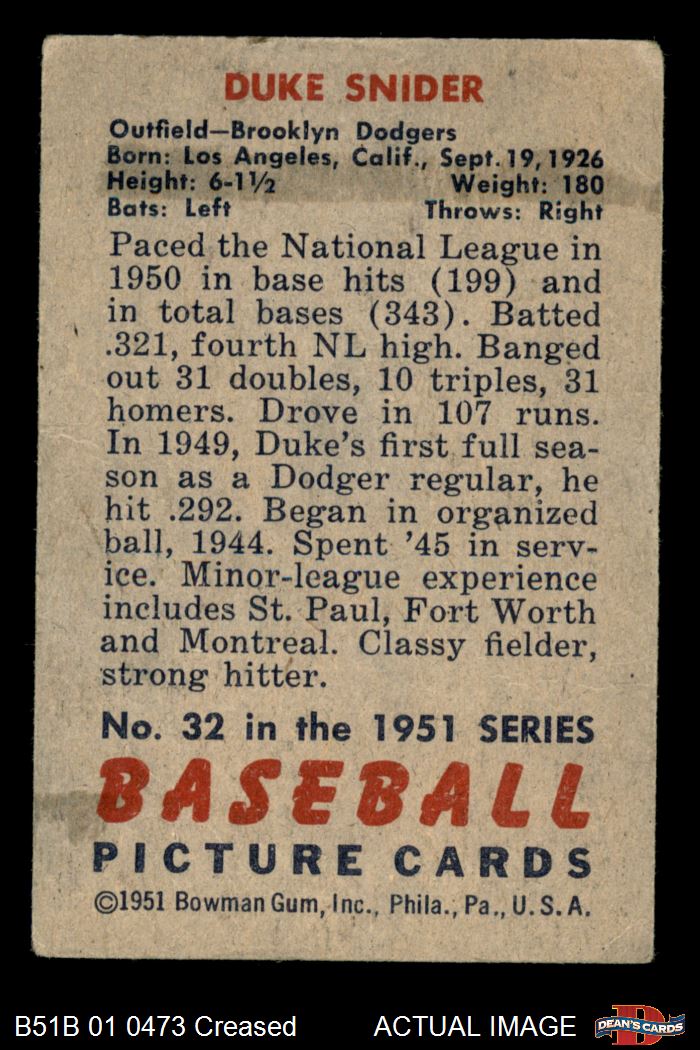 DUKE SNIDER
Outfield—Brooklyn Dodgers
Born: Los Angeles, Calif., Sept. 19, 1926
Height: 6-1½ Weight: 180
Bats: Left Throws: Right
Paced the National League in
1950 in base hits (199) and
in total bases (343). Batted
.321, fourth NL high. Banged
out 31 doubles, 10 triples, 31
homers. Drove in 107 runs.
In 1949, Duke's first full sea-
son as a Dodger regular, he
hit .292. Began in organized
ball, 1944. Spent '45 in serv-
ice. Minor-league experience
includes St. Paul, Fort Worth
and Montreal. Classy fielder,
strong hitter.
No. 32 in the 1951 SERIES
BASEBALL
PICTURE CARDS
©1951 Bowman Gum, Inc., Phila., Pa., U.S.A.
B51B 01 0473 Creased ACTUAL IMAGE
D
DEAN'S CARDS